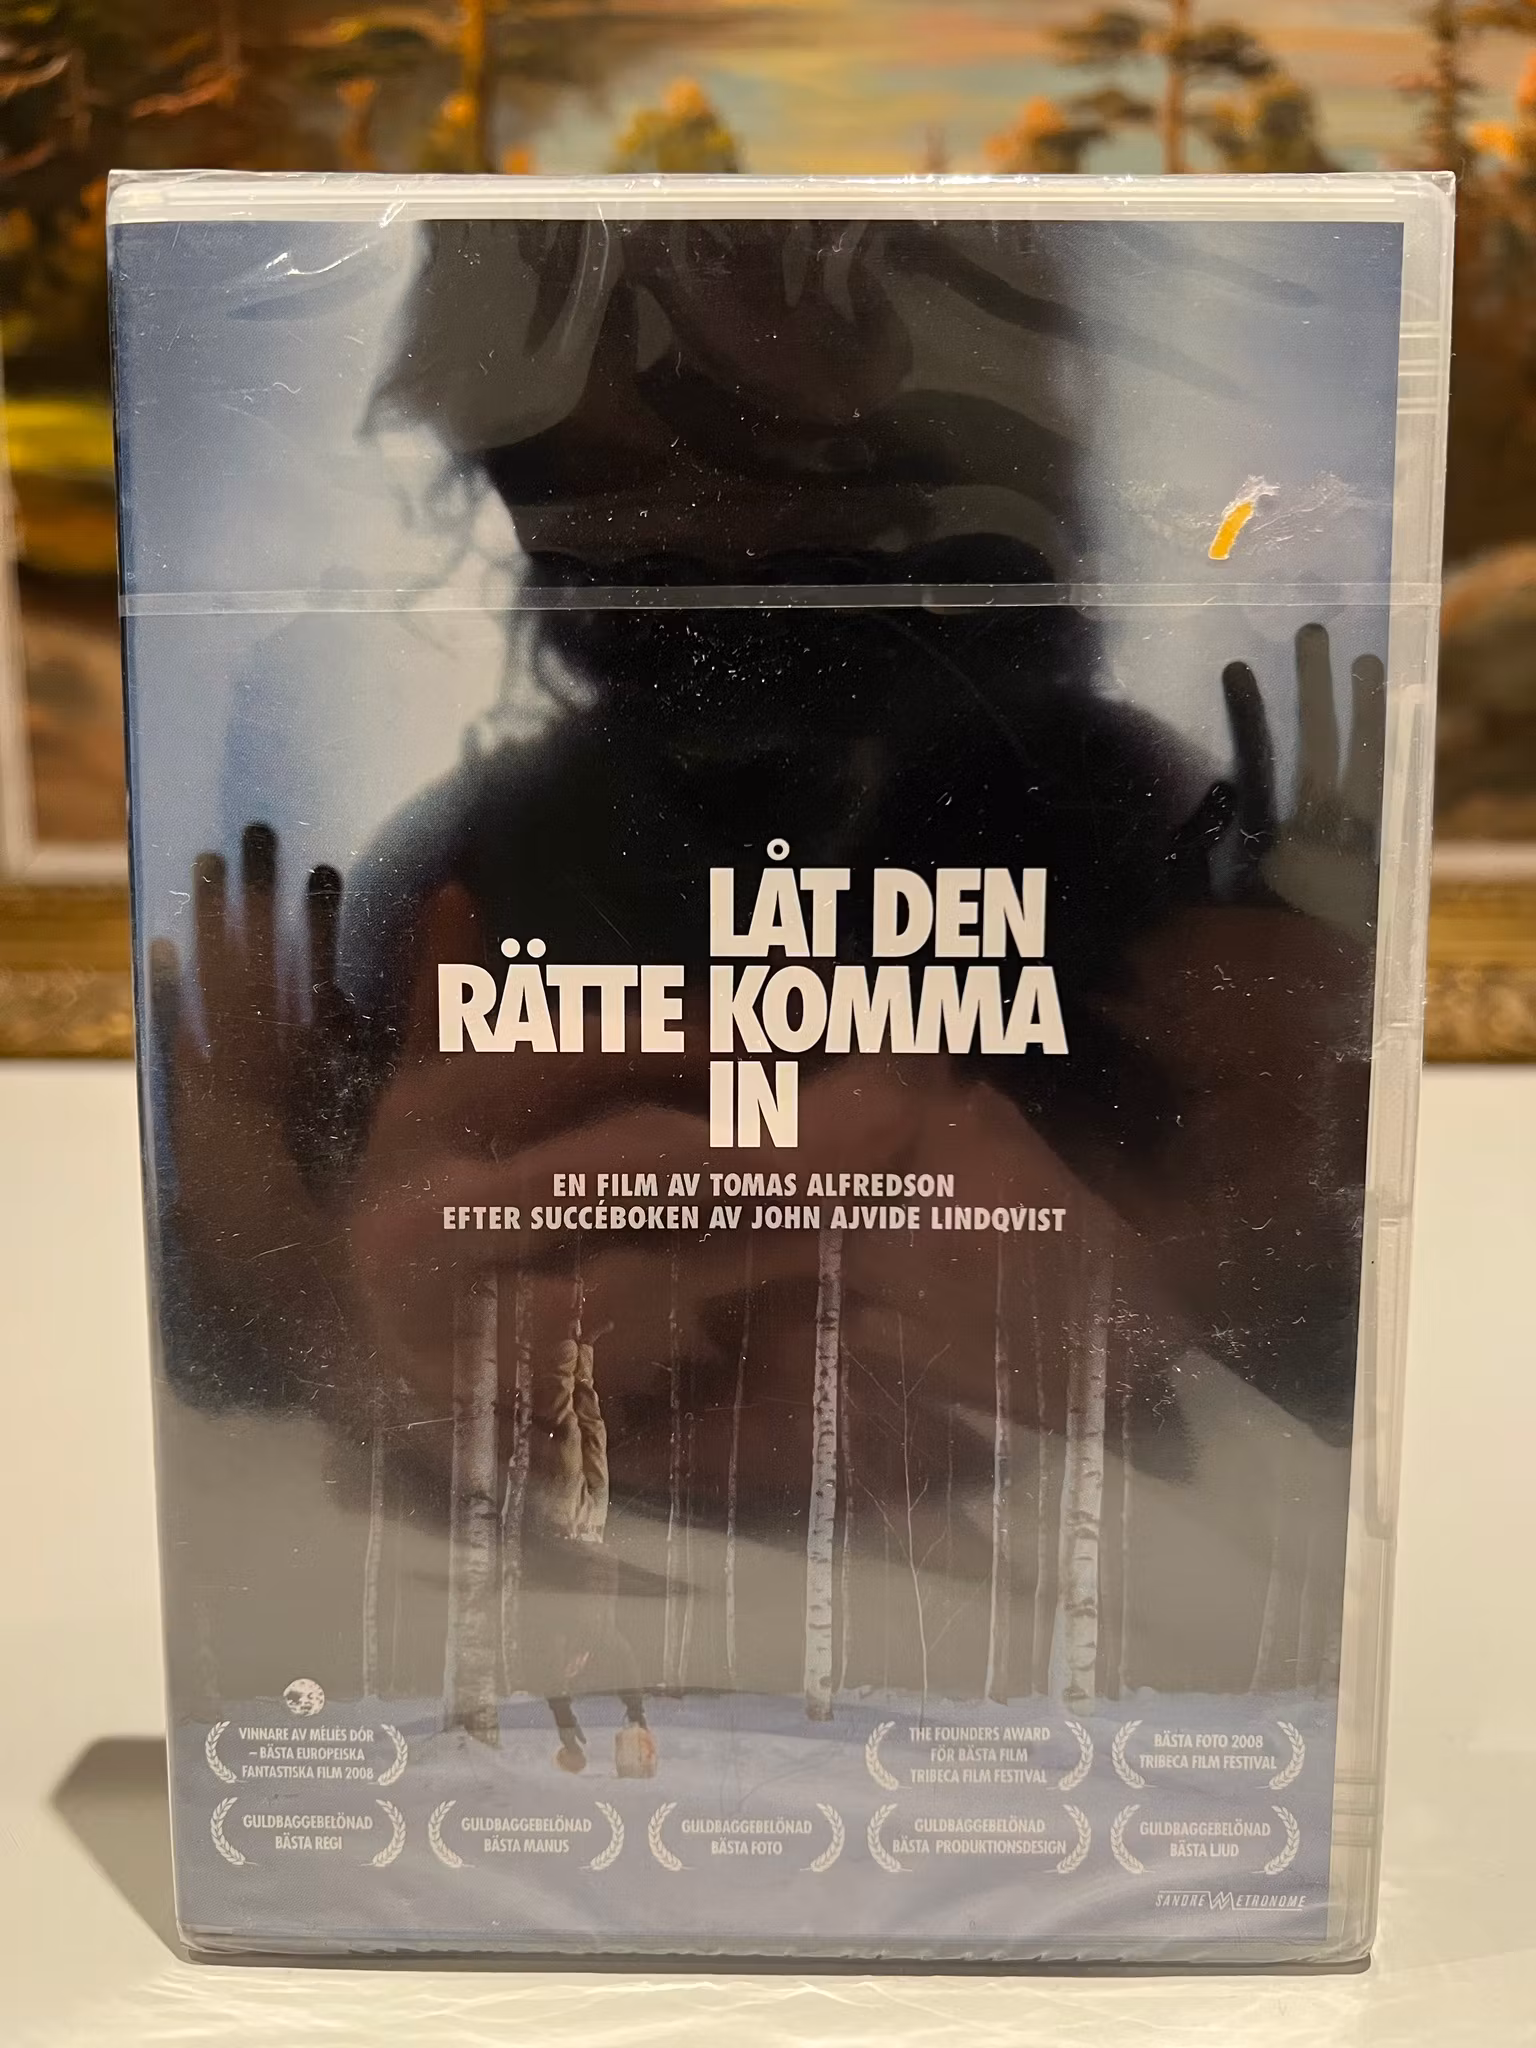 LÅT DEN
RÄTTE KOMMA
IN
EN FILM AV TOMAS ALFREDSON
EFTER SUCCÉBOKEN AV JOHN AJVIDE LINDQVIST
VINNARE AV MÉLIÈS DÓR
– BÄSTA EUROPEISKA
FANTASTISKA FILM 2008
THE FOUNDERS AWARD
FÖR BÄSTA FILM
TRIBECA FILM FESTIVAL
BÄSTA FOTO 2008
TRIBECA FILM FESTIVAL
GULDBAGGEBELÖNAD
BÄSTA REGI
GULDBAGGEBELÖNAD
BÄSTA MANUS
GULDBAGGEBELÖNAD
BÄSTA FOTO
GULDBAGGEBELÖNAD
BÄSTA PRODUKTIONSDESIGN
GULDBAGGEBELÖNAD
BÄSTA LJUD
SANDREW METRONOME